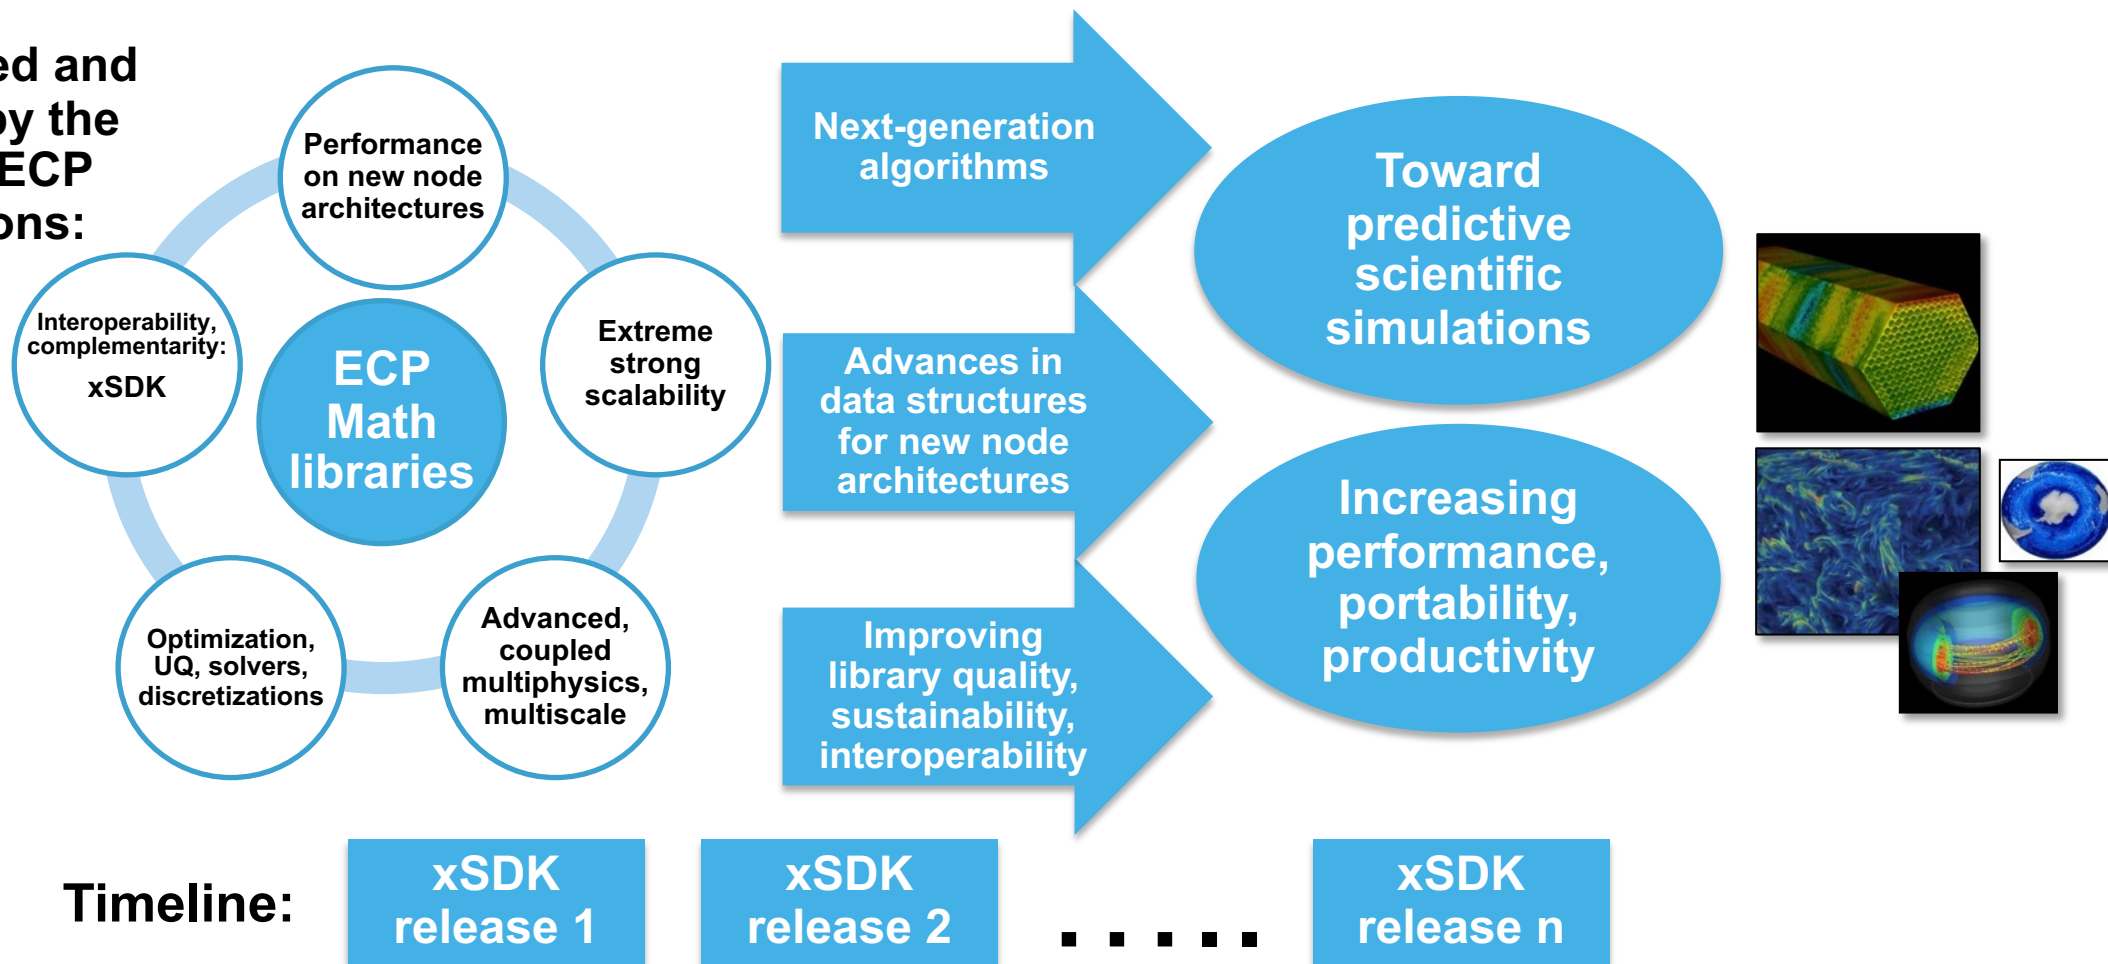 ed and
by the
ECP
ons:
Performance
on new node
architectures
Interoperability,
complementarity:
xSDK
ECP
Math
libraries
Extreme
strong
scalability
Optimization,
UQ, solvers,
discretizations
Advanced,
coupled
multiphysics,
multiscale
Next-generation
algorithms
Advances in
data structures
for new node
architectures
Improving
library quality,
sustainability,
interoperability
Toward
predictive
scientific
simulations
Increasing
performance,
portability,
productivity
Timeline:
xSDK
release 1
xSDK
release 2
. . . . .
xSDK
release n